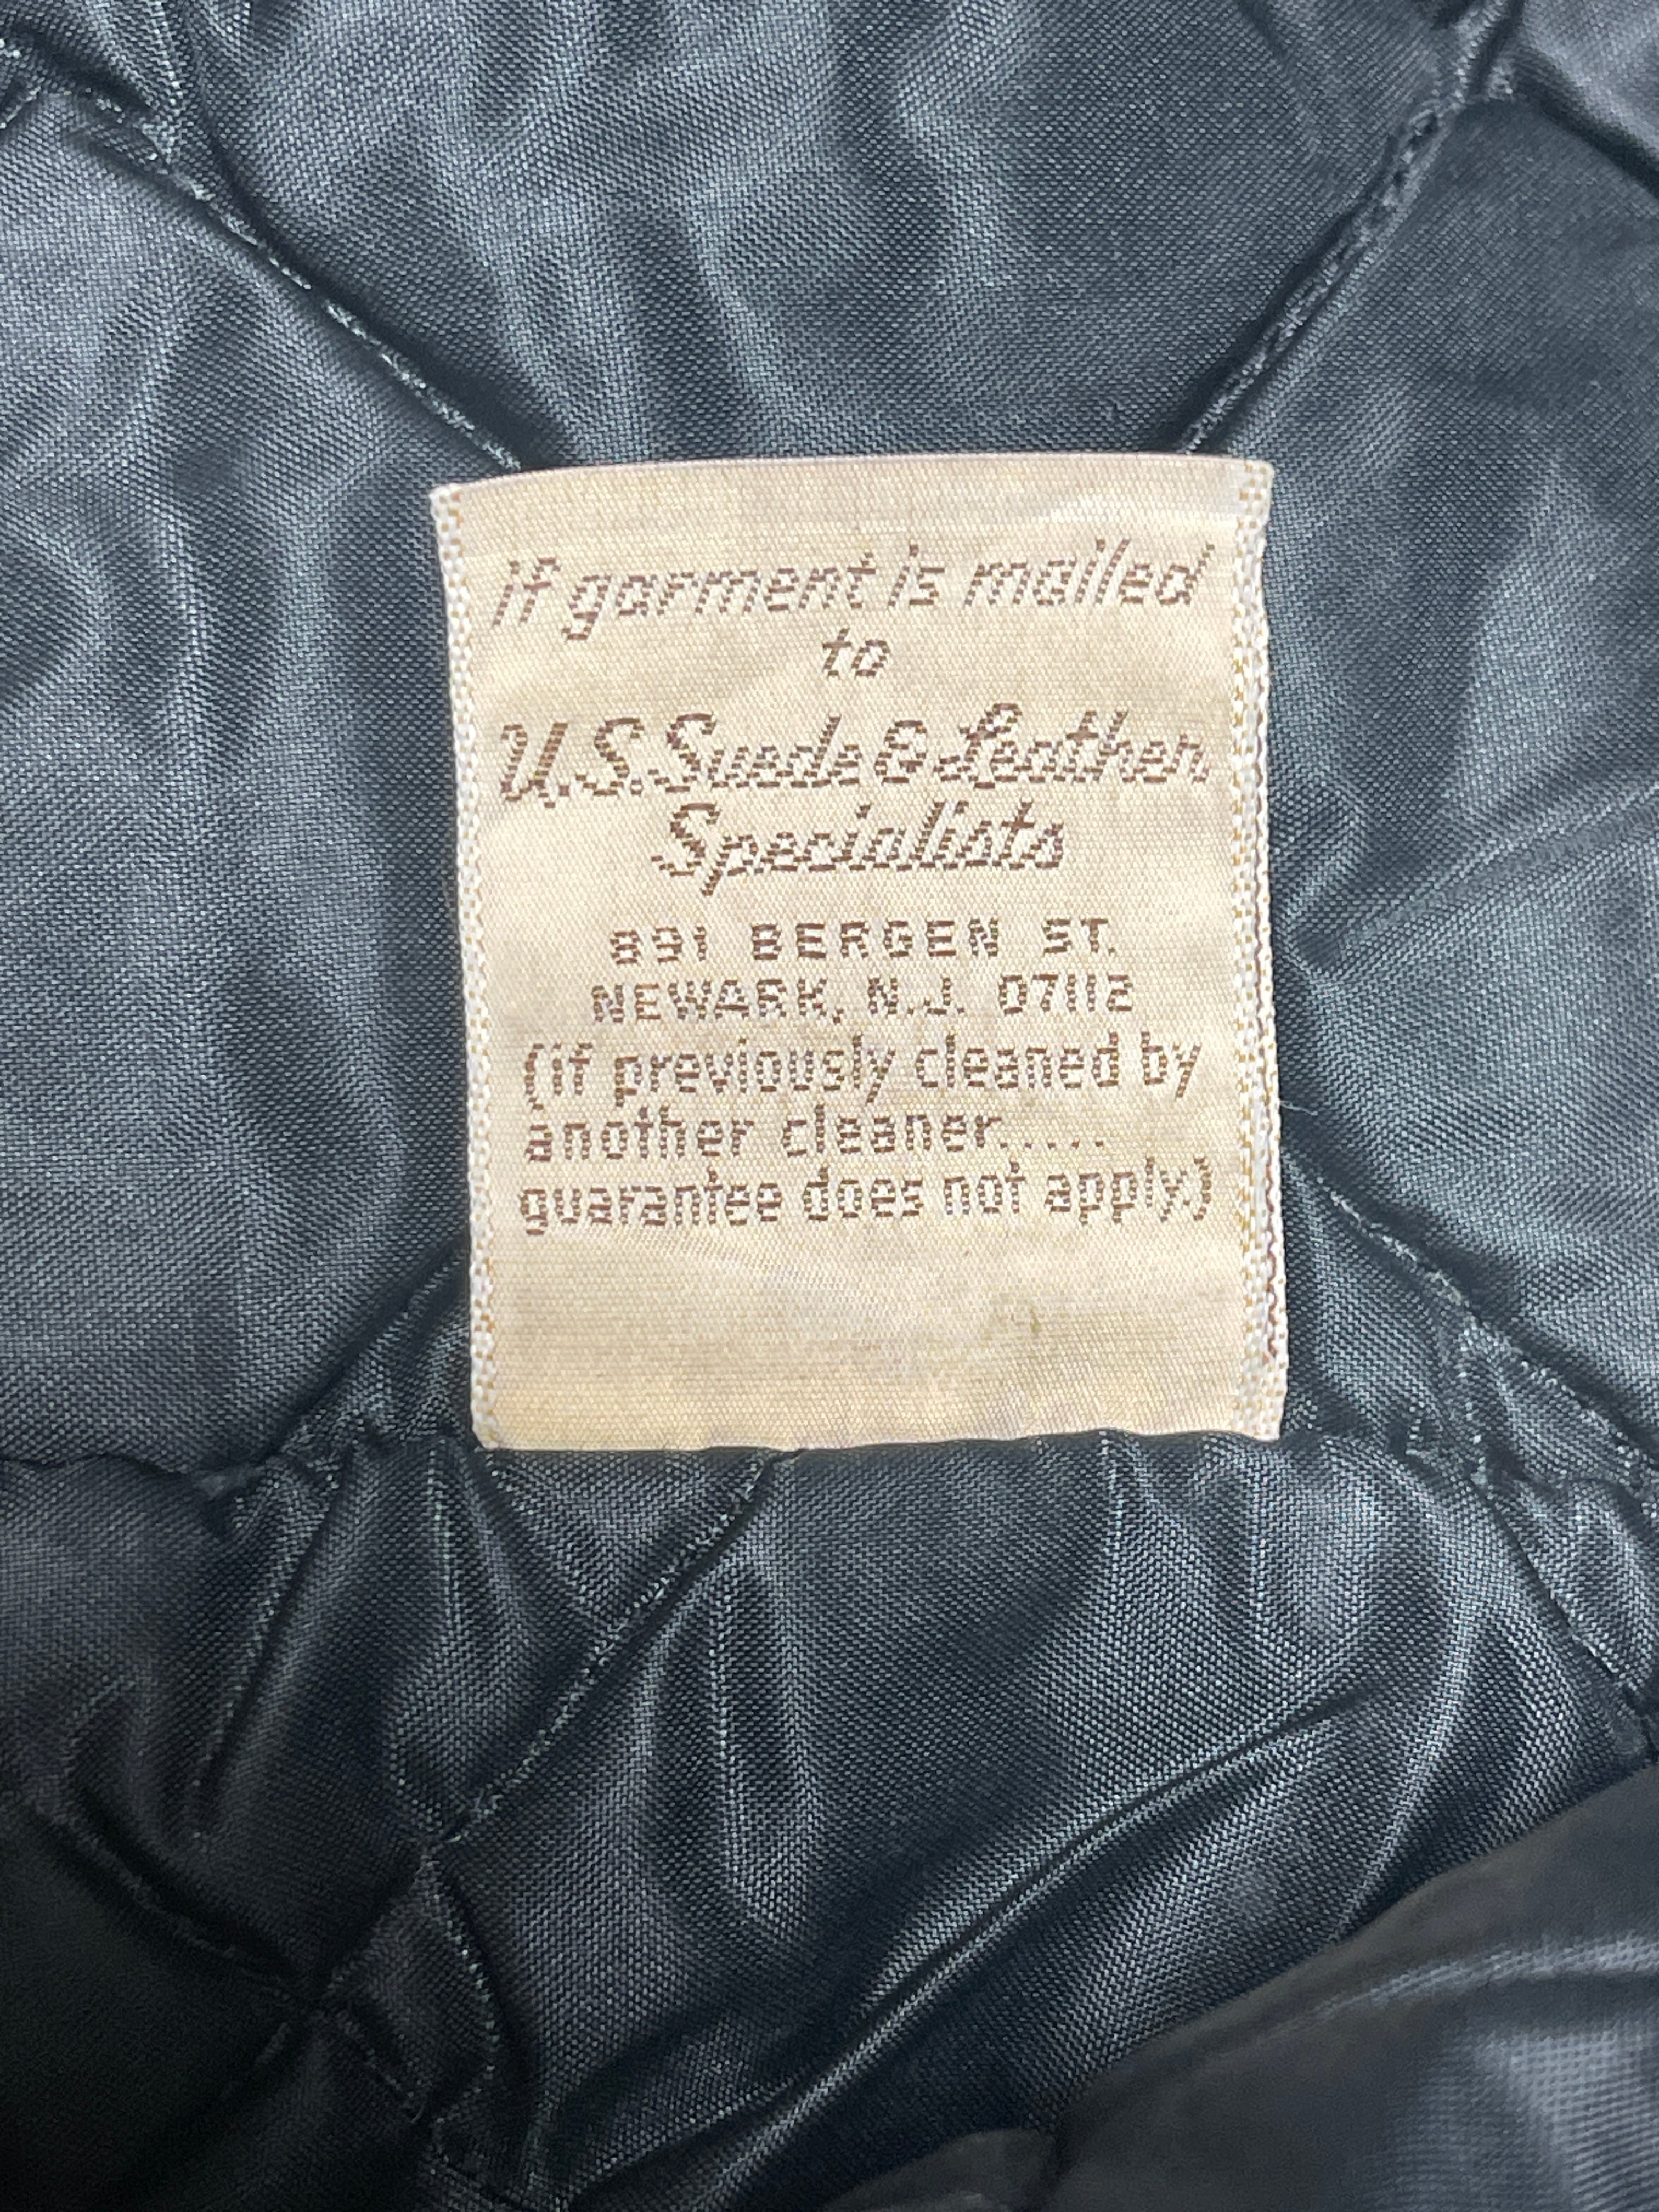 if garment is mailed
to
U.S. Suede & Leather
Specialists
891 BERGEN ST.
NEWARK, N.J. 07112
(if previously cleaned by
another cleaner.....
guarantee does not apply.)